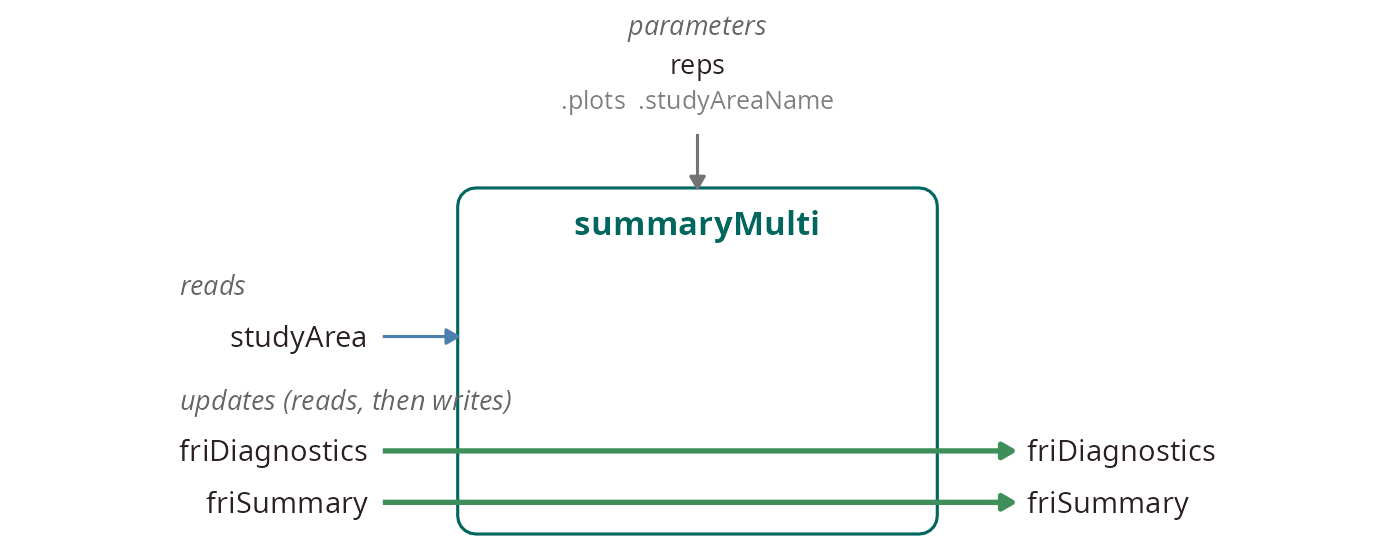 parameters
reps
.plots .studyAreaName
summaryMulti
reads
studyArea
updates (reads, then writes)
friDiagnostics friDiagnostics
friSummary friSummary